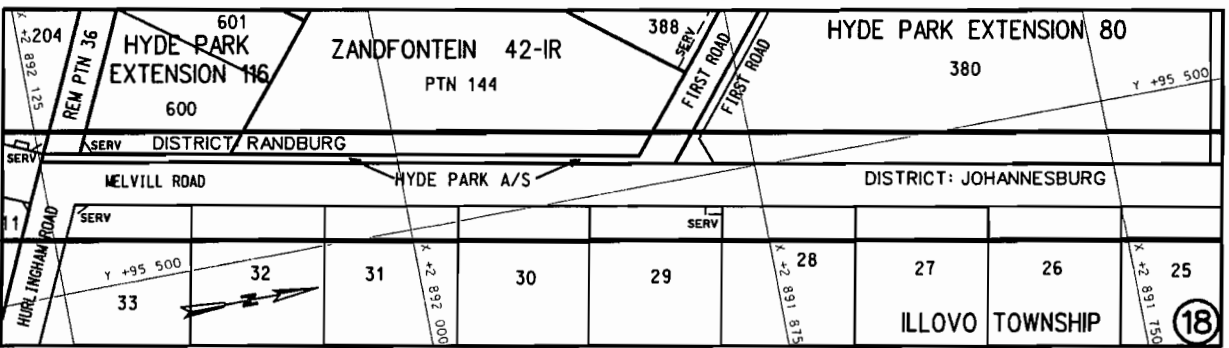 X +2 892 125
204
REM PTN 36
601
HYDE PARK
EXTENSION 116
600
ZANDFONTEIN 42-IR
PTN 144
388
SERV
FIRST ROAD
FIRST ROAD
HYDE PARK EXTENSION 80
380
Y +95 500
SERV
SERV
DISTRICT: RANDBURG
MELVILL ROAD
HYDE PARK A/S
DISTRICT: JOHANNESBURG
11
HURLINGHAM ROAD
SERV
SERV
Y +95 500
33
32
N
31
X +2 892 000
30
29
X +2 891 875
28
27
26
X +2 891 750
25
ILLOVO TOWNSHIP
18